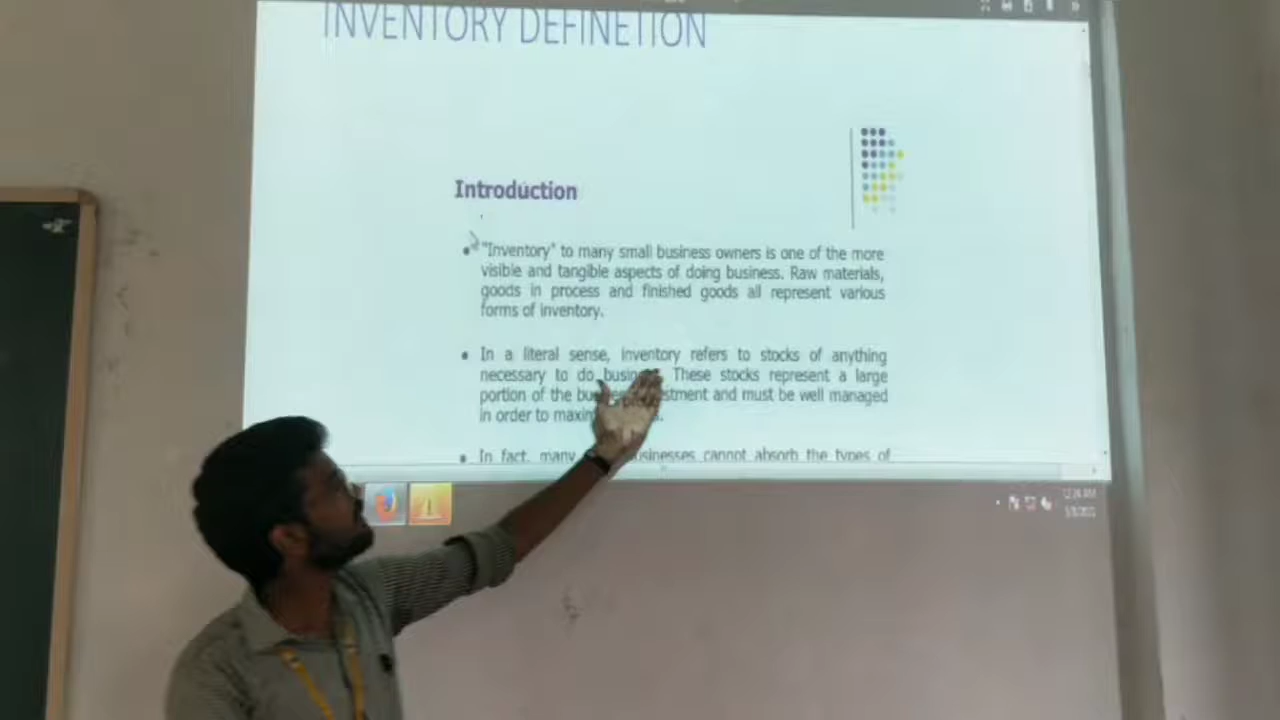 INVENTORY DEFINETION
Introduction
• "Inventory" to many small business owners is one of the more
visible and tangible aspects of doing business. Raw materials,
goods in process and finished goods all represent various
forms of inventory.
• In a literal sense, inventory refers to stocks of anything
necessary to do These stocks represent a large
portion of the and must be well managed
in order to
• In fact, many businesses cannot absorb the types of